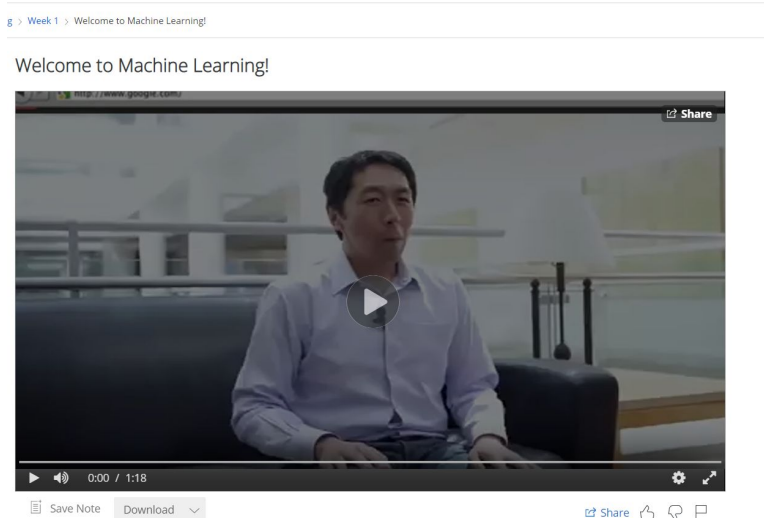 g > Week 1 > Welcome to Machine Learning!
Welcome to Machine Learning!
http://www.google.com/
Share
0:00 / 1:18
Save Note
Download
Share